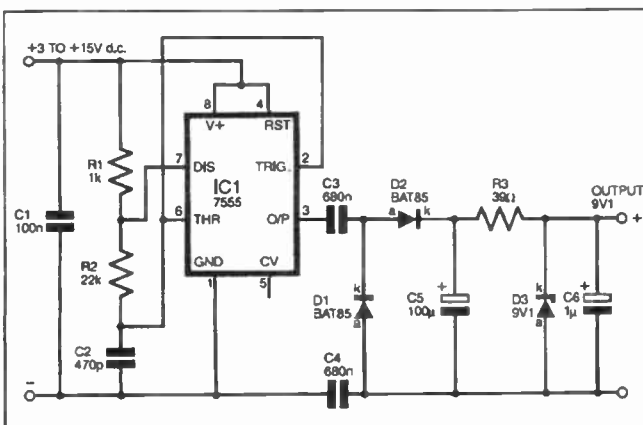 +3 TO +15V d.c.
8
4
V+
RST
R1
1k
7
DIS
TRIG.
2
IC1
7555
C1
100n
6
THR
O/P
3
C3
680n
D2
BAT85
a
k
R3
39Ω
OUTPUT
9V1
+
R2
22k
GND
CV
1
5
k
a
D1
BAT85
+
C5
100µ
k
a
D3
9V1
+
C6
1µ
C2
470p
C4
680n
−